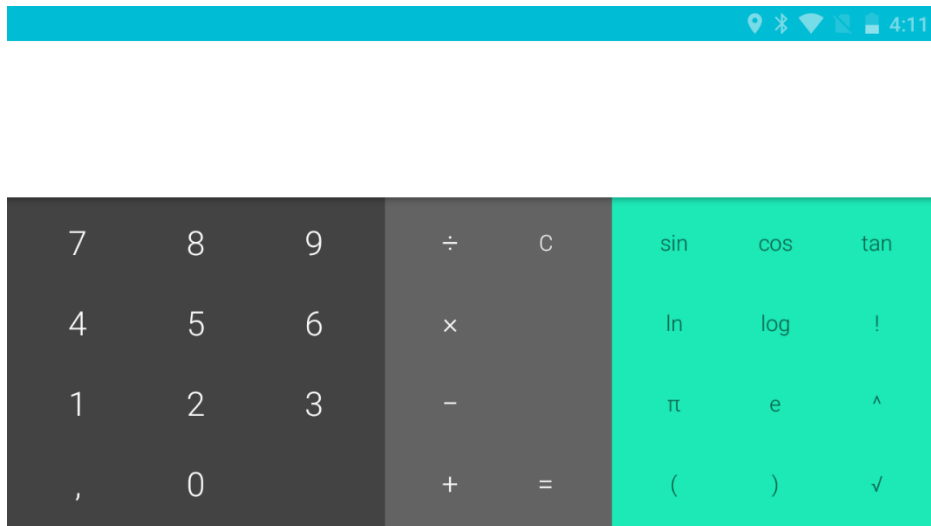 4:11
7 8 9 ÷ C sin cos tan
4 5 6 × ln log !
1 2 3 − π e ^
, 0 + = ( ) √